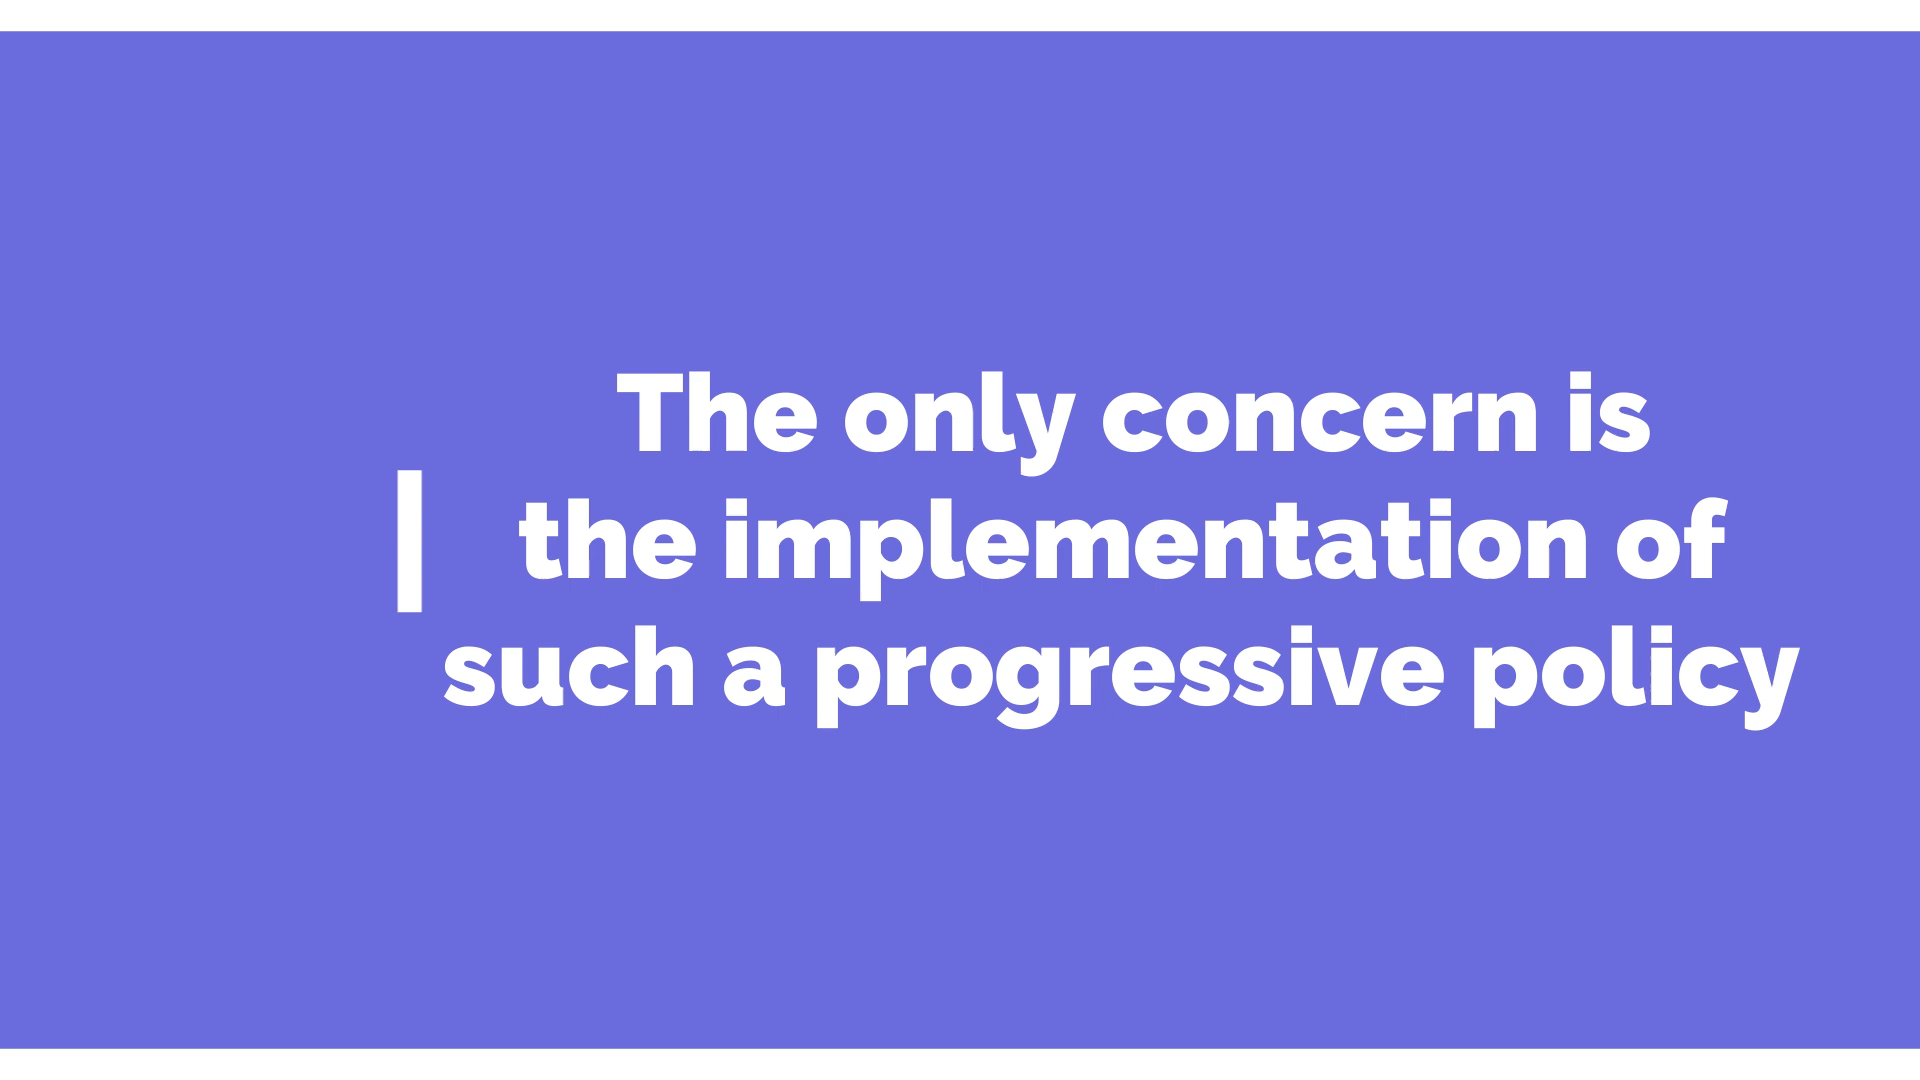 The only concern is
the implementation of
such a progressive policy